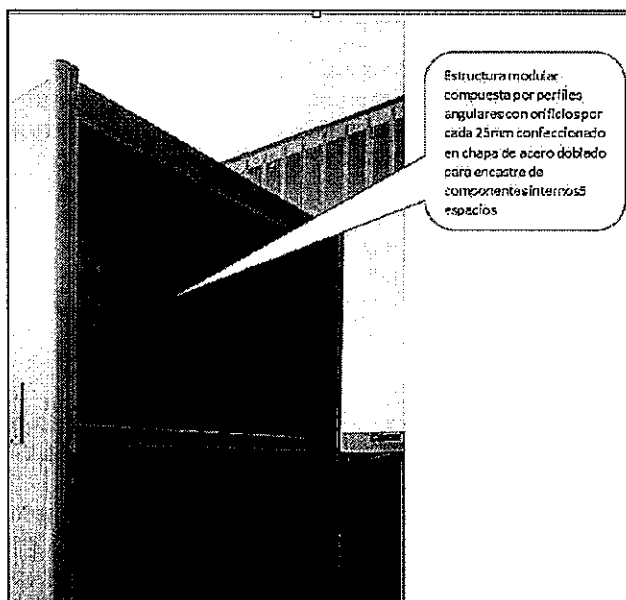 Estructura modular
compuesta por perfiles
angulares con orificios por
cada 25mm confeccionado
en chapa de acero doblado
para encastre de
componentes internos5
espacios